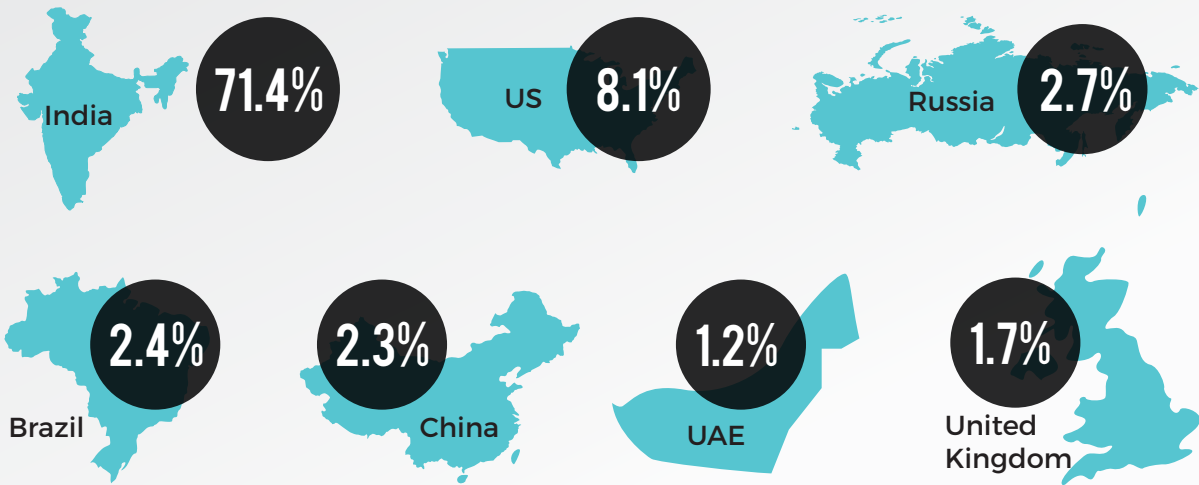 India
71.4%
US
8.1%
Russia
2.7%
Brazil
2.4%
China
2.3%
UAE
1.2%
United
Kingdom
1.7%